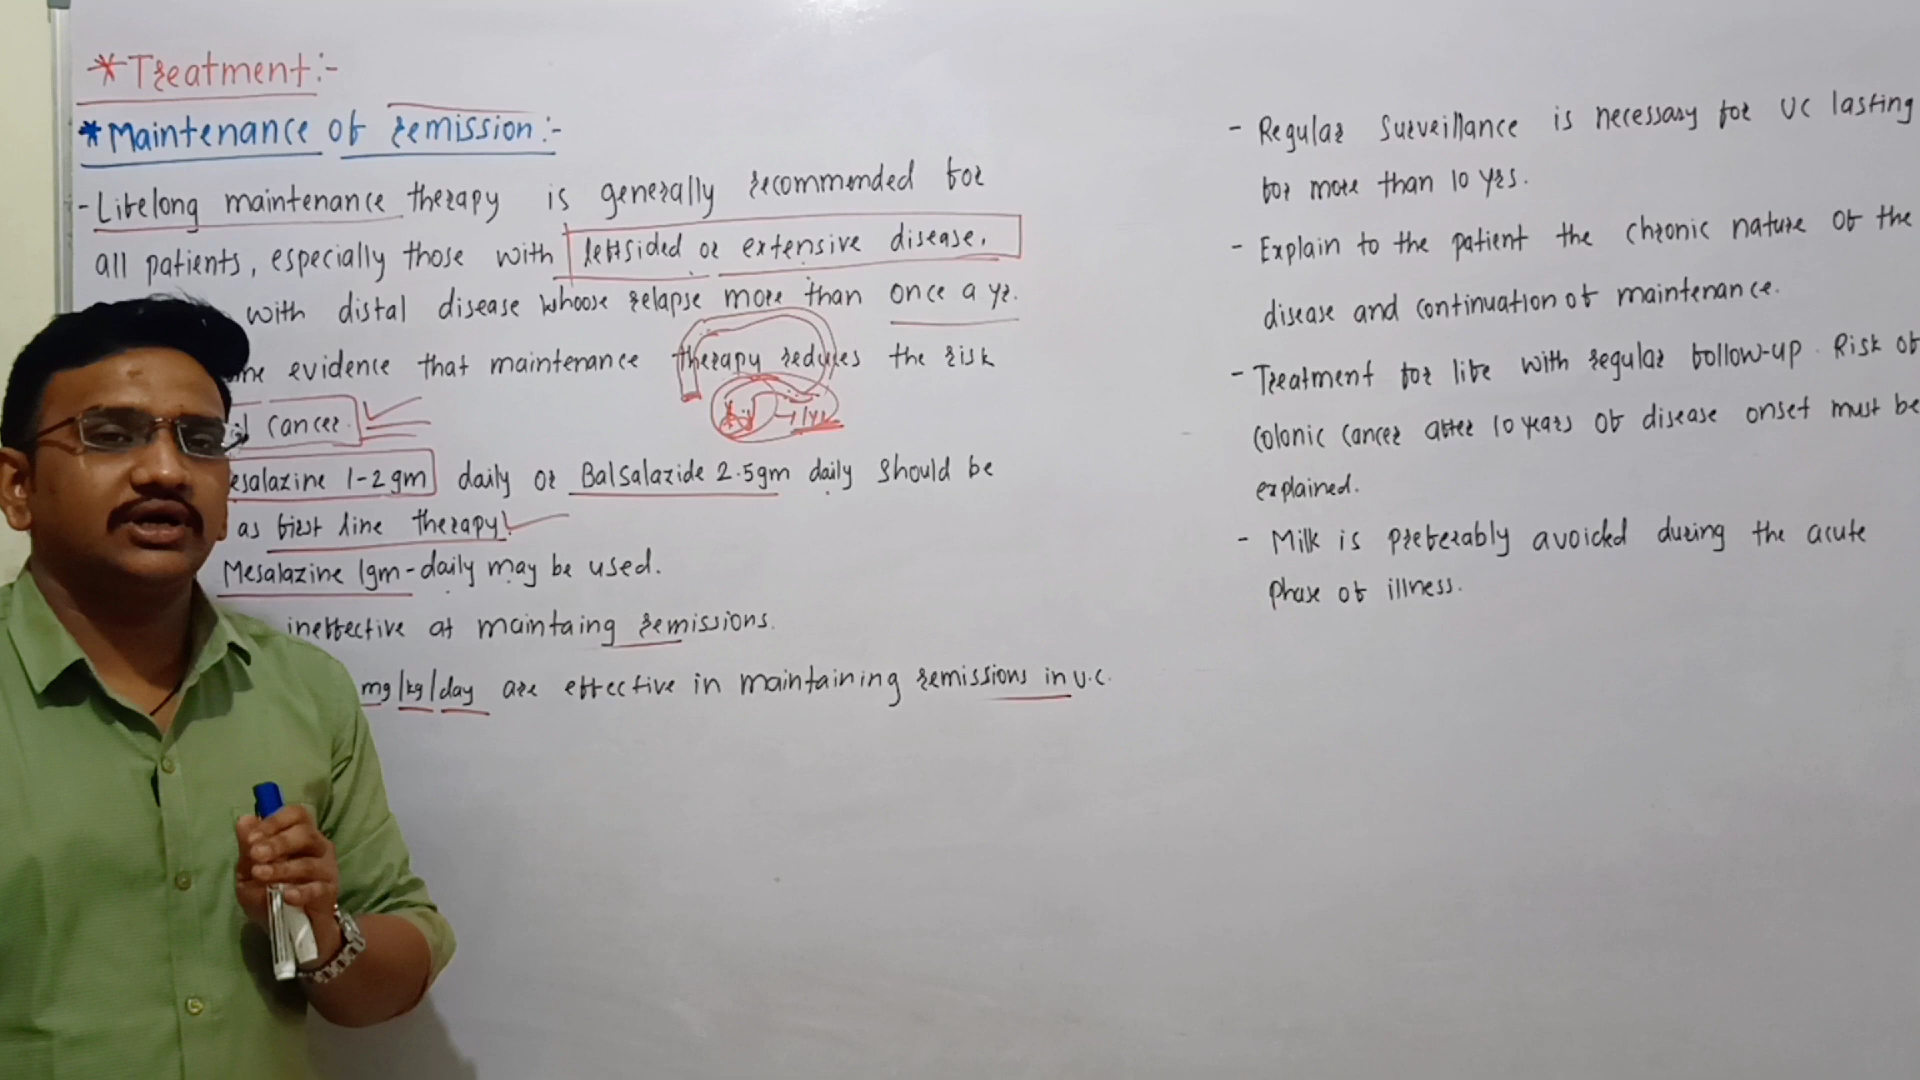 *Treatment:-
*Maintenance of remission:-
- Lifelong maintenance therapy is generally recommended for
all patients, especially those with leftsided or extensive disease,
with distal disease whoose relapse more than once a yr.
evidence that maintenance therapy reduces the risk
Cancer.
1-2gm daily or Balsalazide 2.5gm daily should be
as first line therapy.
Mesalazine 1gm-daily may be used.
ineffective at maintaing remissions.
mg/kg/day are effective in maintaining remissions in U.C.
- Regular Surveillance is necessary for UC lasting
for more than 10 yrs.
- Explain to the patient the chronic nature of the
disease and continuation of maintenance.
- Treatment for life with regular follow-up. Risk of
Colonic Cancer after 10 years of disease onset must be
explained.
- Milk is preferably avoided during the acute
phase of illness.